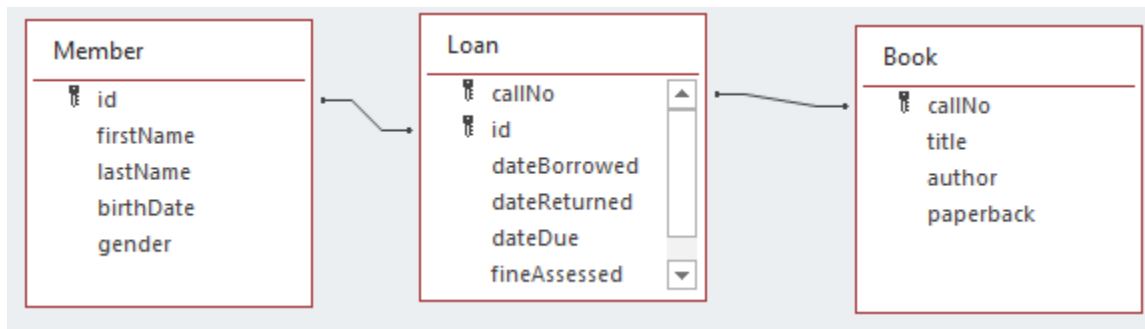 Member
id
firstName
lastName
birthDate
gender
Loan
callNo
id
dateBorrowed
dateReturned
dateDue
fineAssessed
Book
callNo
title
author
paperback